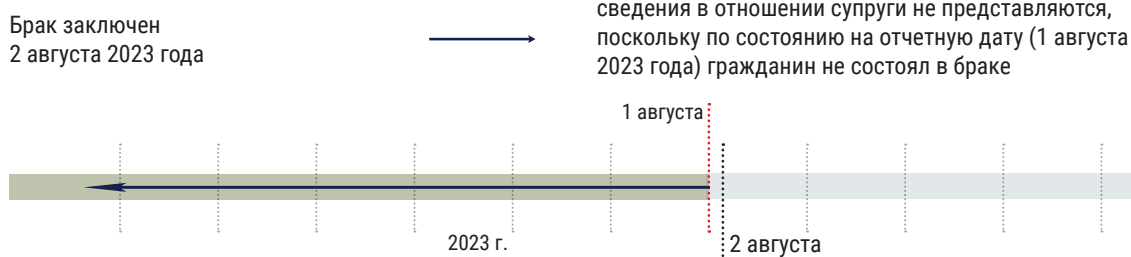 Брак заключен
2 августа 2023 года
сведения в отношении супруги не представляются,
поскольку по состоянию на отчетную дату (1 августа
2023 года) гражданин не состоял в браке
1 августа
2023 г.
2 августа